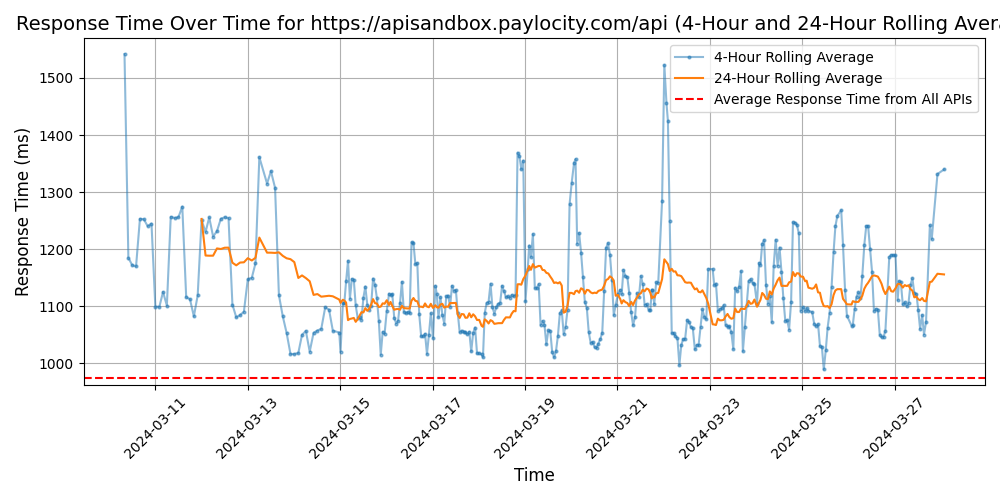 Response Time Over Time for https://apisandbox.paylocity.com/api (4-Hour and 24-Hour Rolling Avera
4-Hour Rolling Average
24-Hour Rolling Average
Average Response Time from All APIs
Response Time (ms)
1500
1400
1300
1200
1100
1000
2024-03-11
2024-03-13
2024-03-15
2024-03-17
2024-03-19
2024-03-21
2024-03-23
2024-03-25
2024-03-27
Time